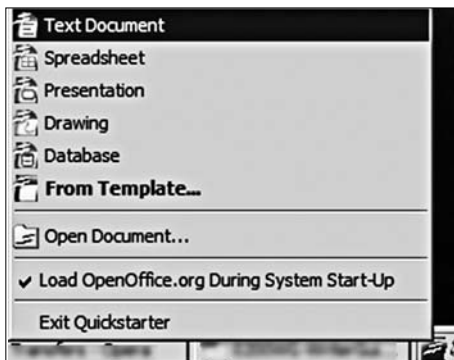 Text Document
Spreadsheet
Presentation
Drawing
Database
From Template...
Open Document...
✔ Load OpenOffice.org During System Start-Up
Exit Quickstarter